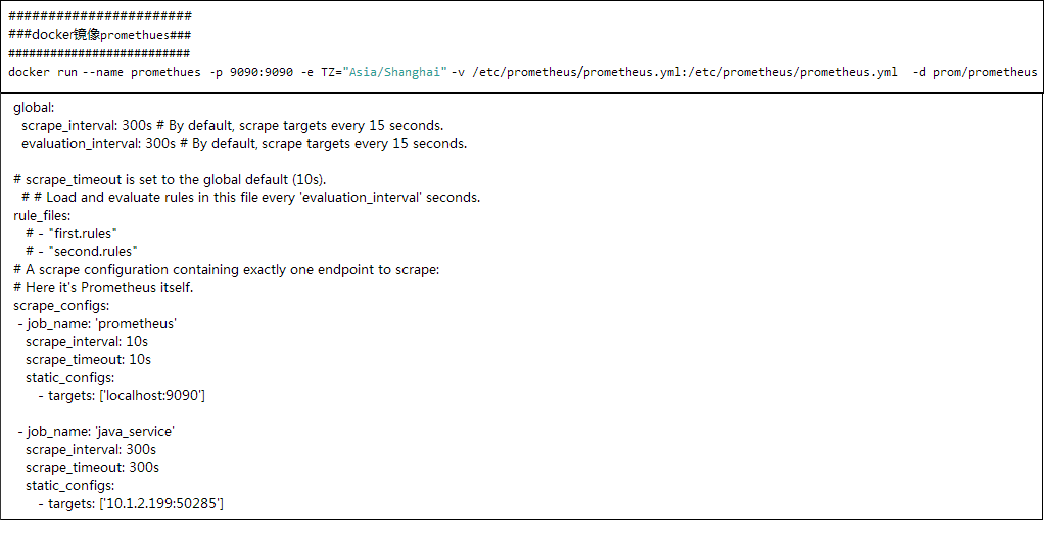 #######################
###docker镜像promethues###
##########################
docker run --name promethues -p 9090:9090 -e TZ="Asia/Shanghai" -v /etc/prometheus/prometheus.yml:/etc/prometheus/prometheus.yml -d prom/prometheus
global:
scrape_interval: 300s # By default, scrape targets every 15 seconds.
evaluation_interval: 300s # By default, scrape targets every 15 seconds.
# scrape_timeout is set to the global default (10s).
# # Load and evaluate rules in this file every 'evaluation_interval' seconds.
rule_files:
# - "first.rules"
# - "second.rules"
# A scrape configuration containing exactly one endpoint to scrape:
# Here it's Prometheus itself.
scrape_configs:
- job_name: 'prometheus'
scrape_interval: 10s
scrape_timeout: 10s
static_configs:
- targets: ['localhost:9090']
- job_name: 'java_service'
scrape_interval: 300s
scrape_timeout: 300s
static_configs:
- targets: ['10.1.2.199:50285']